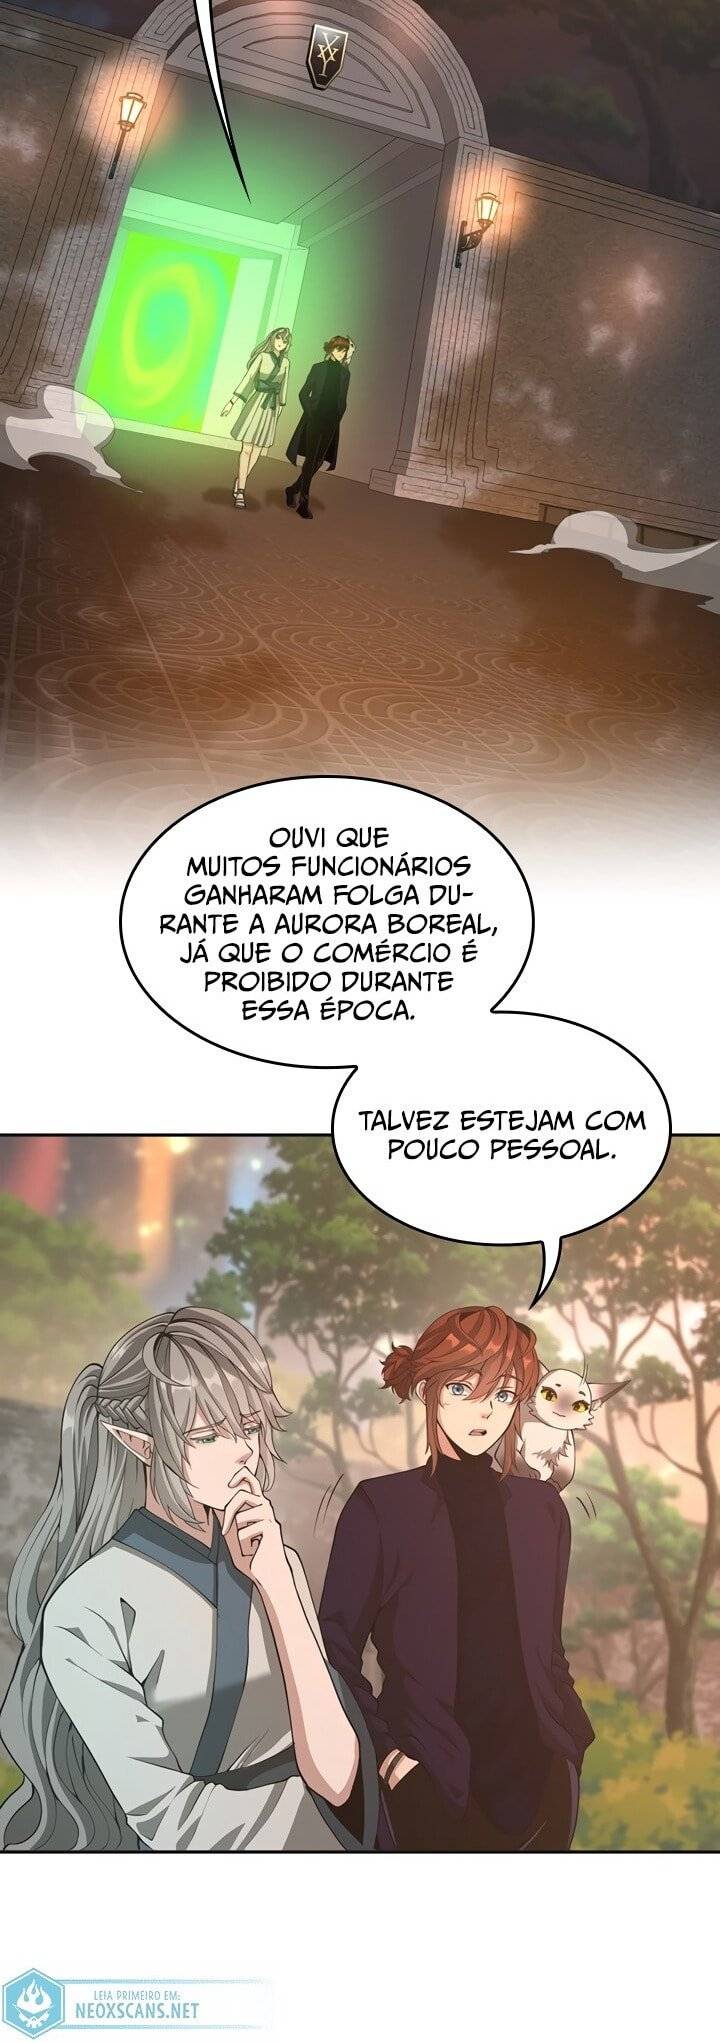 XY
OUVI QUE
MUITOS FUNCIONÁRIOS
GANHARAM FOLGA DU-
RANTE A AURORA BOREAL,
JÁ QUE O COMÉRCIO É
PROIBIDO DURANTE
ESSA ÉPOCA.
TALVEZ ESTEJAM COM
POUCO PESSOAL.
LEIA PRIMEIRO EM:
NEOXSCANS.NET